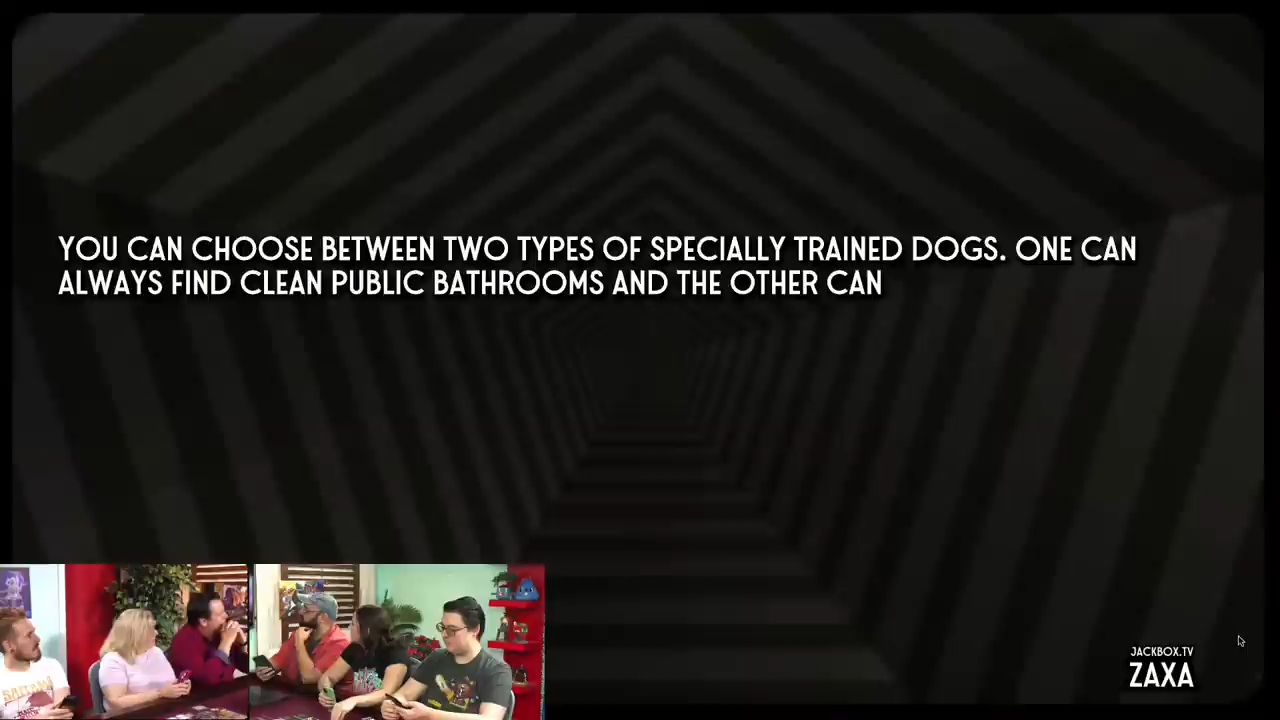 YOU CAN CHOOSE BETWEEN TWO TYPES OF SPECIALLY TRAINED DOGS. ONE CAN
ALWAYS FIND CLEAN PUBLIC BATHROOMS AND THE OTHER CAN
JACKBOX.TV
ZAXA